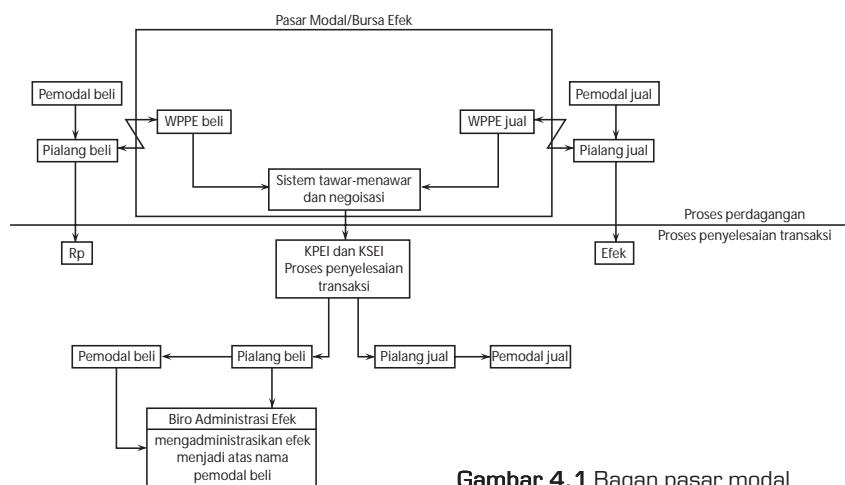 Pasar Modal/Bursa Efek
Pemodal beli
Pemodal jual
WPPE beli
WPPE jual
Pialang beli
Pialang jual
Sistem tawar-menawar
dan negoisasi
Proses perdagangan
Proses penyelesaian transaksi
Rp
KPEI dan KSEI
Proses penyelesaian
transaksi
Efek
Pemodal beli
Pialang beli
Pialang jual
Pemodal jual
Biro Administrasi Efek
mengadministrasikan efek
menjadi atas nama
pemodal beli
Gambar 4.1 Bagan pasar modal